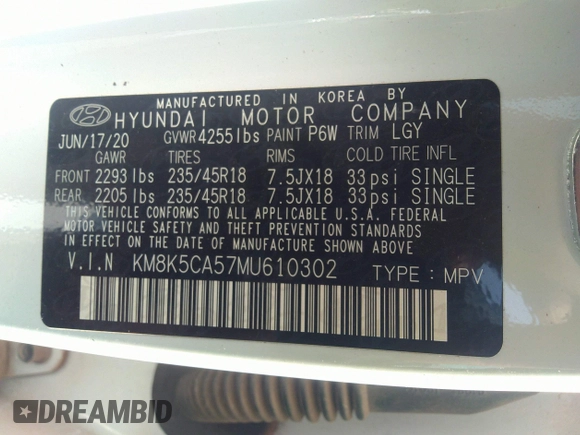 MANUFACTURED IN KOREA BY
HYUNDAI MOTOR COMPANY
JUN/17/20 GVWR 4255lbs PAINT P6W TRIM LGY
GAWR TIRES RIMS COLD TIRE INFL
FRONT 2293lbs 235/45R18 7.5JX18 33psi SINGLE
REAR 2205lbs 235/45R18 7.5JX18 33psi SINGLE
THIS VEHICLE CONFORMS TO ALL APPLICABLE U.S.A. FEDERAL
MOTOR VEHICLE SAFETY AND THEFT PREVENTION STANDARDS
IN EFFECT ON THE DATE OF MANUFACTURE SHOWN ABOVE.
V.I.N KM8K5CA57MU610302 TYPE : MPV
DREAMBID